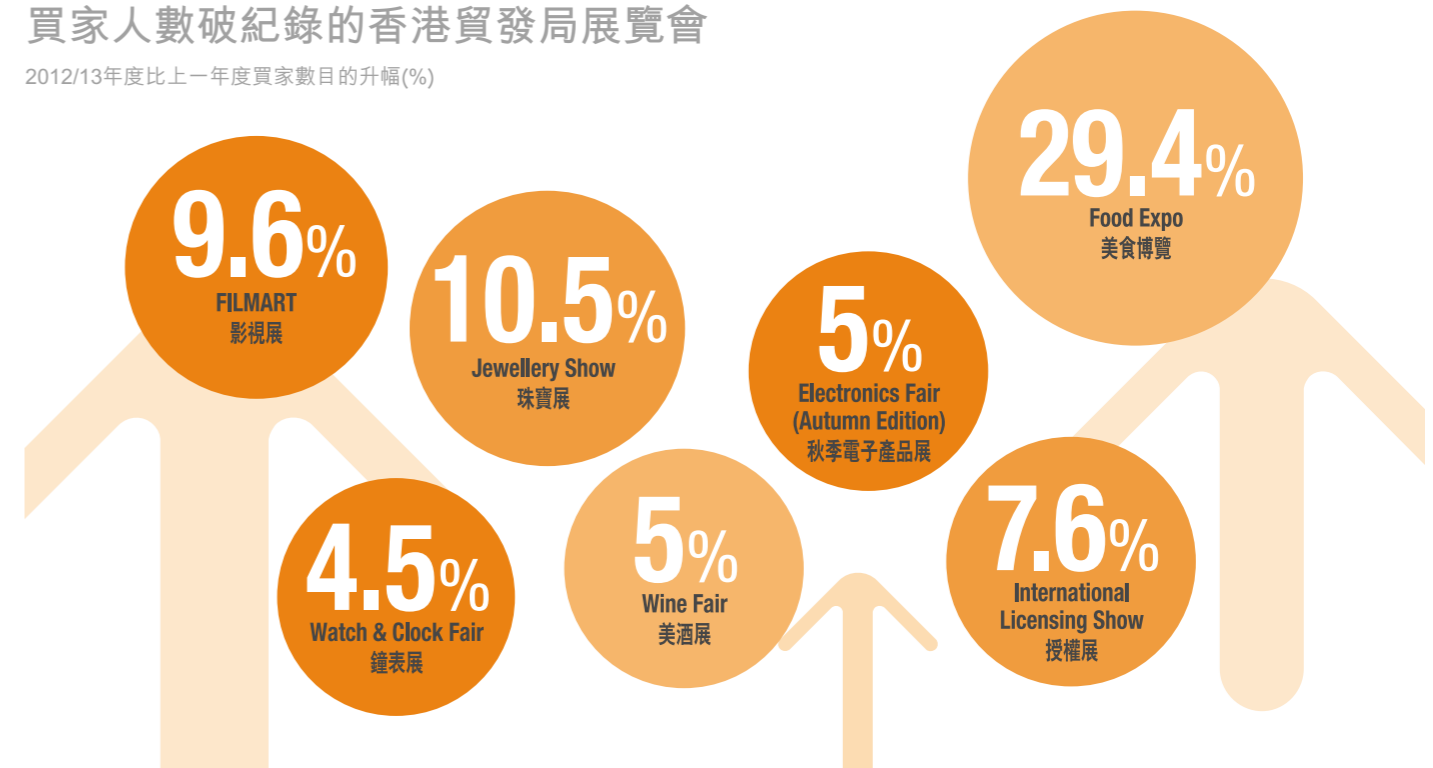 買家人數破紀錄的香港貿發局展覽會
2012/13年度比上一年度買家數目的升幅(%)
9.6%
FILMART
影視展
10.5%
Jewellery Show
珠寶展
5%
Electronics Fair
(Autumn Edition)
秋季電子產品展
29.4%
Food Expo
美食博覽
4.5%
Watch & Clock Fair
鐘表展
5%
Wine Fair
美酒展
7.6%
International
Licensing Show
授權展